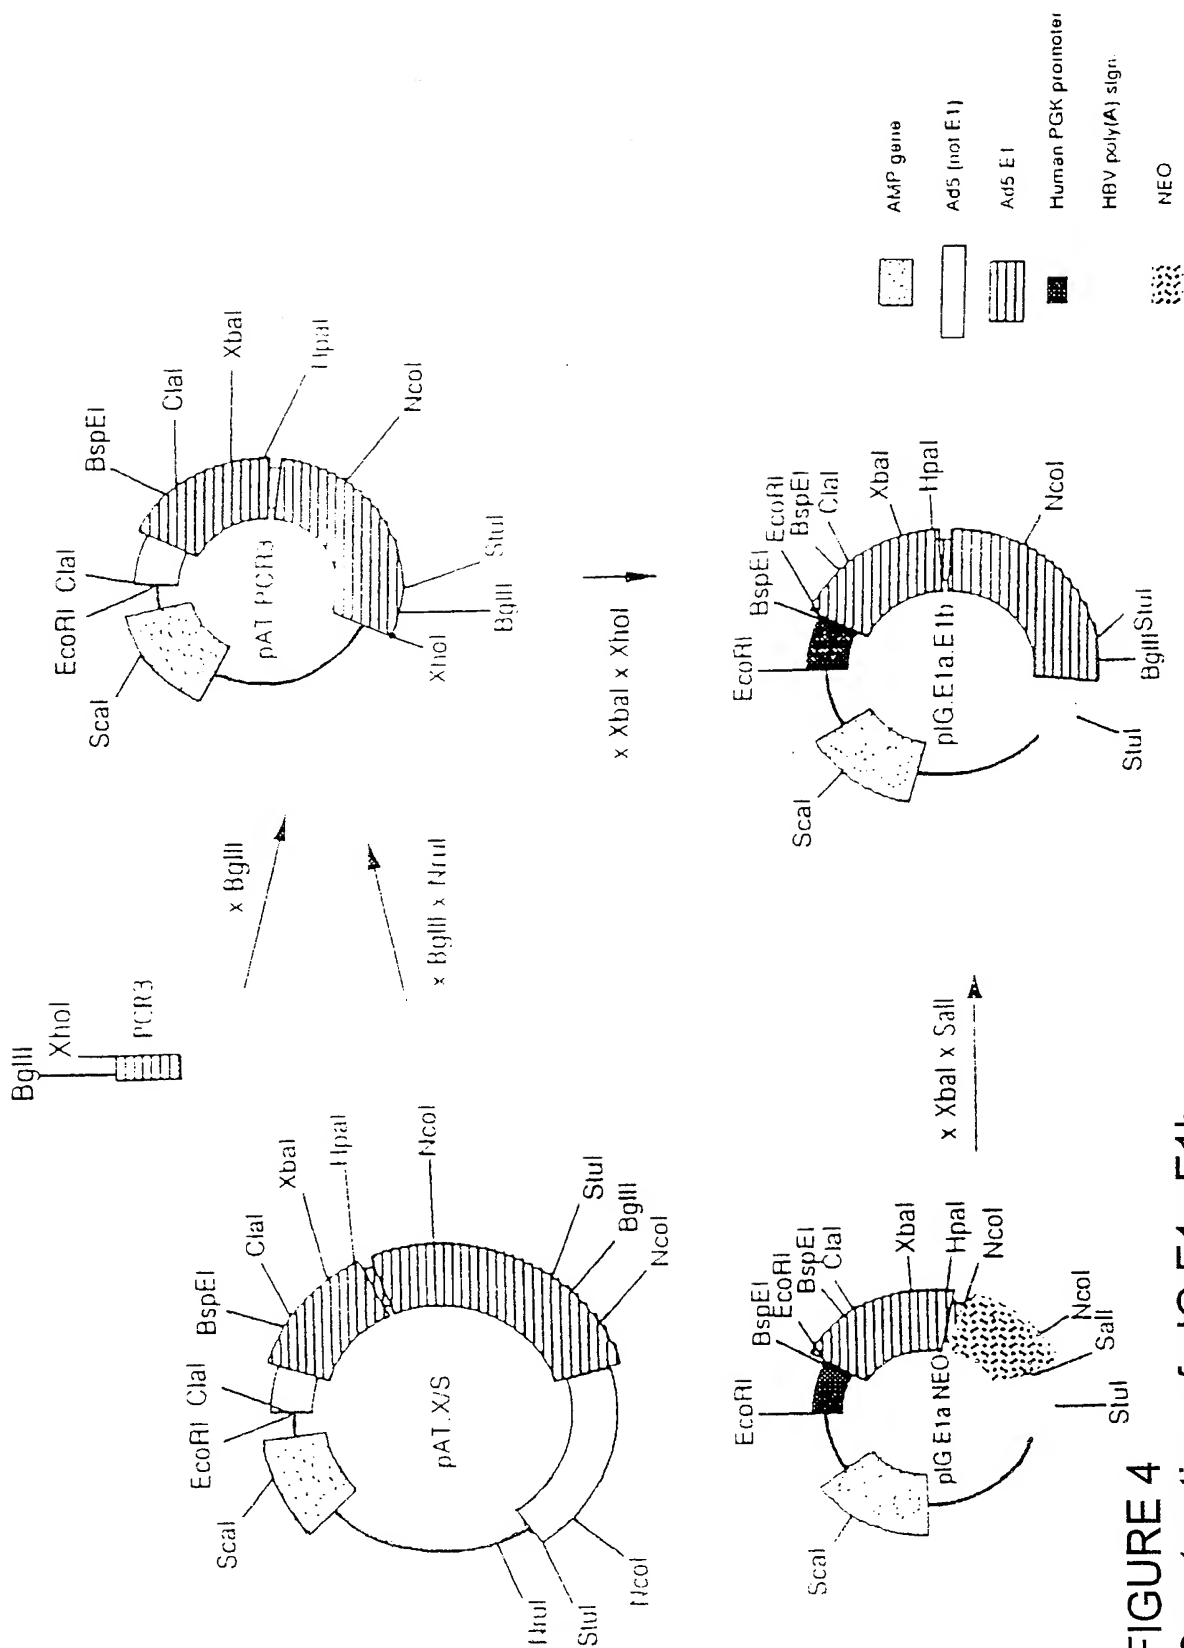 BglII
XhoI
PCR3
x BglII
x BglII x NruI
EcoRI
ClaI
BspEI
ClaI
XbaI
HpaI
NcoI
StuI
BglII
NcoI
NcoI
StuI
NruI
ScaI
pAT.X/S
EcoRI
ClaI
BspEI
ClaI
XbaI
HpaI
NcoI
StuI
BglII
XhoI
ScaI
pAT.PCR3
x XbaI x XhoI
EcoRI
BspEI
EcoRI
BspEI
ClaI
XbaI
HpaI
NcoI
NcoI
SalI
StuI
ScaI
pIG.E1a.NEO
x XbaI x SalI
EcoRI
BspEI
EcoRI
BspEI
ClaI
XbaI
HpaI
NcoI
StuI
BglII
StuI
ScaI
pIG.E1a.E1b
AMP gene
Ad5 (not E1)
Ad5 E1
Human PGK promoter
HBV poly(A) sign.
NEO
FIGURE 4